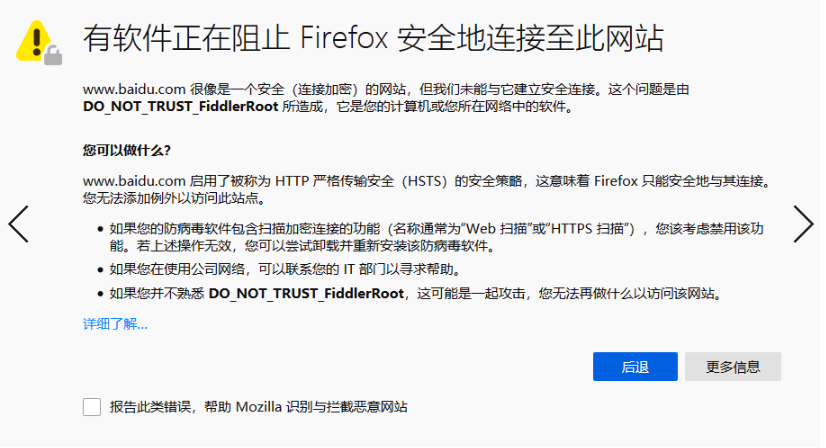 有软件正在阻止 Firefox 安全地连接至此网站
www.baidu.com 很像是一个安全（连接加密）的网站，但我们未能与它建立安全连接。这个问题是由
DO_NOT_TRUST_FiddlerRoot 所造成，它是您的计算机或您所在网络中的软件。
您可以做什么？
www.baidu.com 启用了被称为 HTTP 严格传输安全（HSTS）的安全策略，这意味着 Firefox 只能安全地与其连接。
您无法添加例外以访问此站点。
• 如果您的防病毒软件包含扫描加密连接的功能（名称通常为“Web 扫描”或“HTTPS 扫描”），您该考虑禁用该功
能。若上述操作无效，您可以尝试卸载并重新安装该防病毒软件。
• 如果您在使用公司网络，可以联系您的 IT 部门以寻求帮助。
• 如果您并不熟悉 DO_NOT_TRUST_FiddlerRoot，这可能是一起攻击，您无法再做什么以访问该网站。
详细了解...
后退
更多信息
报告此类错误，帮助 Mozilla 识别与拦截恶意网站